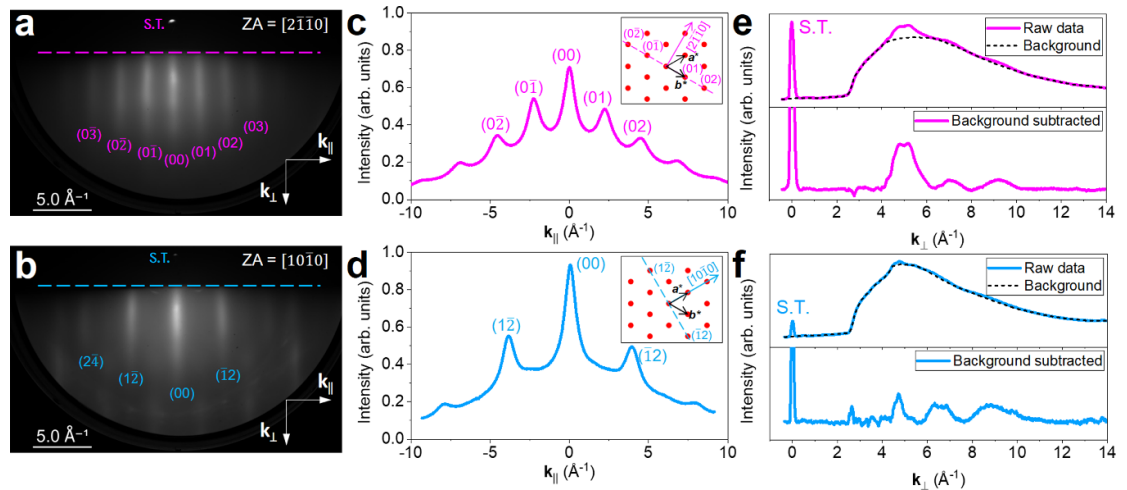 a
S.T.
ZA = [21̄1̄0]
(03̄)
(02̄)
(01̄)
(00)
(01)
(02)
(03)
k∥
k⊥
5.0 Å⁻¹
b
S.T.
ZA = [101̄0]
(24̄)
(12̄)
(00)
(1̄2)
k∥
k⊥
5.0 Å⁻¹
c
Intensity (arb. units)
1.0
0.8
0.6
0.4
0.2
0.0
(02̄)
(01̄)
(00)
(01)
(02)
(02̄)
(01̄)
[21̄1̄0]
a*
(01)
b*
(02)
-10
-5
0
5
10
k∥ (Å⁻¹)
d
Intensity (arb. units)
1.0
0.8
0.6
0.4
0.2
0.0
(12̄)
(00)
(1̄2)
(12̄)
[101̄0]
a*
b*
(1̄2)
-10
-5
0
5
10
k∥ (Å⁻¹)
e
S.T.
Raw data
Background
Background subtracted
Intensity (arb. units)
0
2
4
6
8
10
12
14
k⊥ (Å⁻¹)
f
S.T.
Raw data
Background
Background subtracted
Intensity (arb. units)
0
2
4
6
8
10
12
14
k⊥ (Å⁻¹)